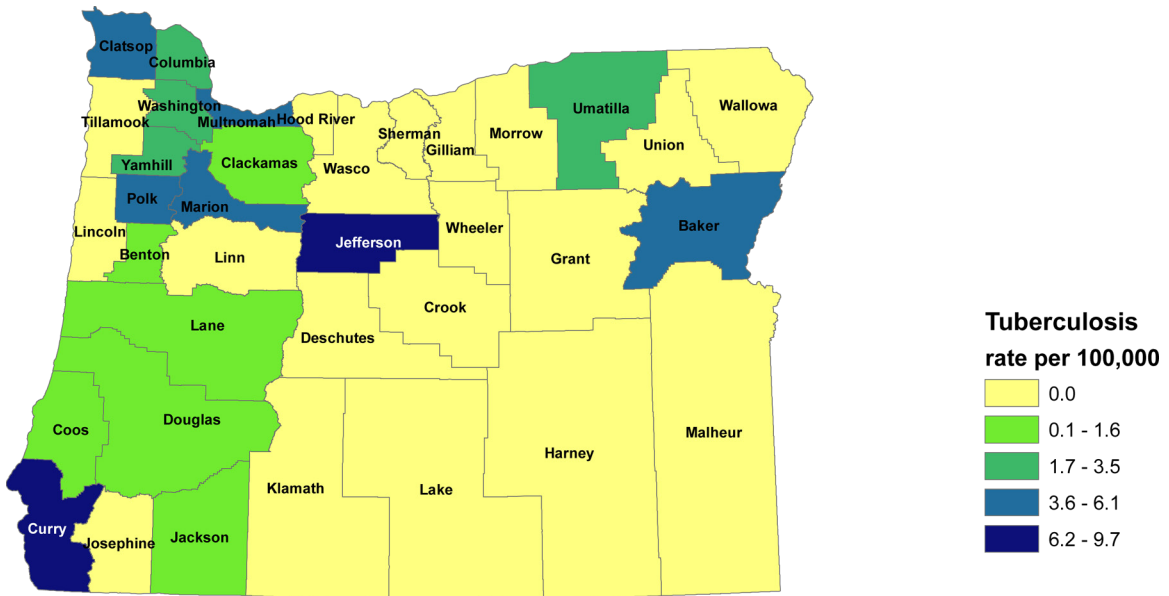 Clatsop
Columbia
Washington
Tillamook
Multnomah
Hood River
Sherman
Gilliam
Morrow
Umatilla
Wallowa
Union
Yamhill
Clackamas
Wasco
Polk
Marion
Lincoln
Benton
Linn
Jefferson
Wheeler
Grant
Baker
Crook
Lane
Deschutes
Coos
Douglas
Harney
Malheur
Klamath
Lake
Curry
Josephine
Jackson
Tuberculosis
rate per 100,000
0.0
0.1 - 1.6
1.7 - 3.5
3.6 - 6.1
6.2 - 9.7